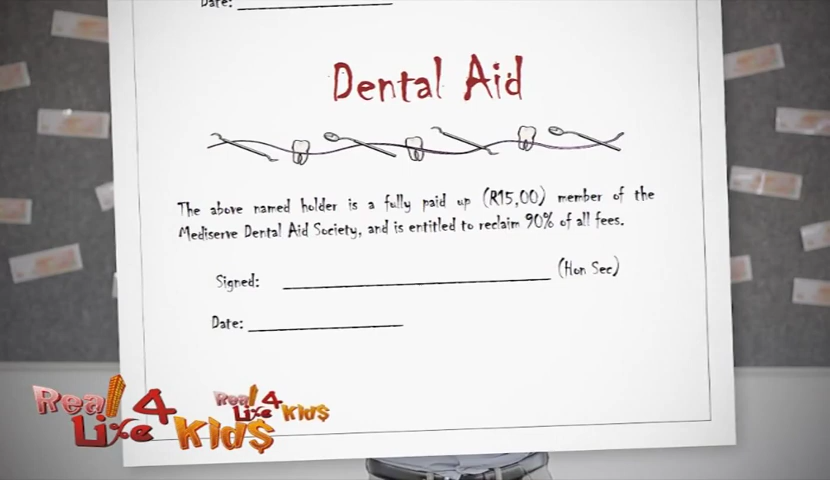 Date:
Dental Aid
The above named holder is a fully paid up (R15,00) member of the
Mediserve Dental Aid Society, and is entitled to reclaim 90% of all fees.
Signed: (Hon Sec)
Date:
Real 4
Life Kid$
Real 4
Life Kid$